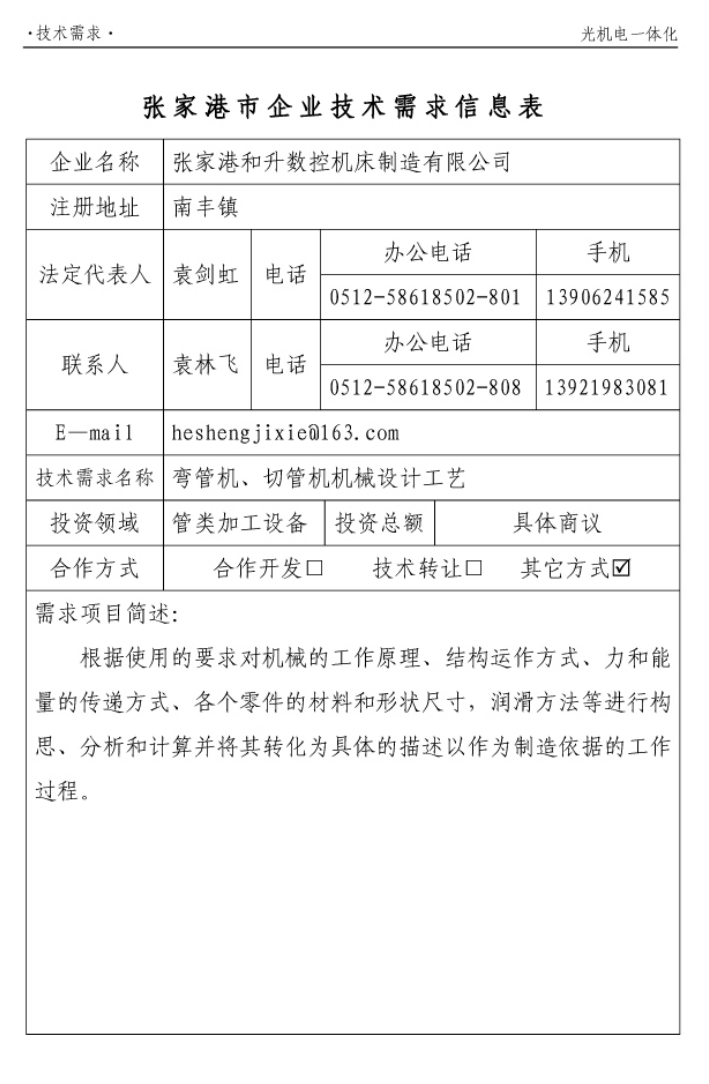 ·技术需求·
光机电一体化
张家港市企业技术需求信息表
企业名称 张家港和升数控机床制造有限公司
注册地址 南丰镇
法定代表人 袁剑虹 电话 办公电话 手机
0512-58618502-801 13906241585
联系人 袁林飞 电话 办公电话 手机
0512-58618502-808 13921983081
E—mail heshengjixie@163.com
技术需求名称 弯管机、切管机机械设计工艺
投资领域 管类加工设备 投资总额 具体商议
合作方式 合作开发□ 技术转让□ 其它方式☑
需求项目简述:
根据使用的要求对机械的工作原理、结构运作方式、力和能
量的传递方式、各个零件的材料和形状尺寸，润滑方法等进行构
思、分析和计算并将其转化为具体的描述以作为制造依据的工作
过程。